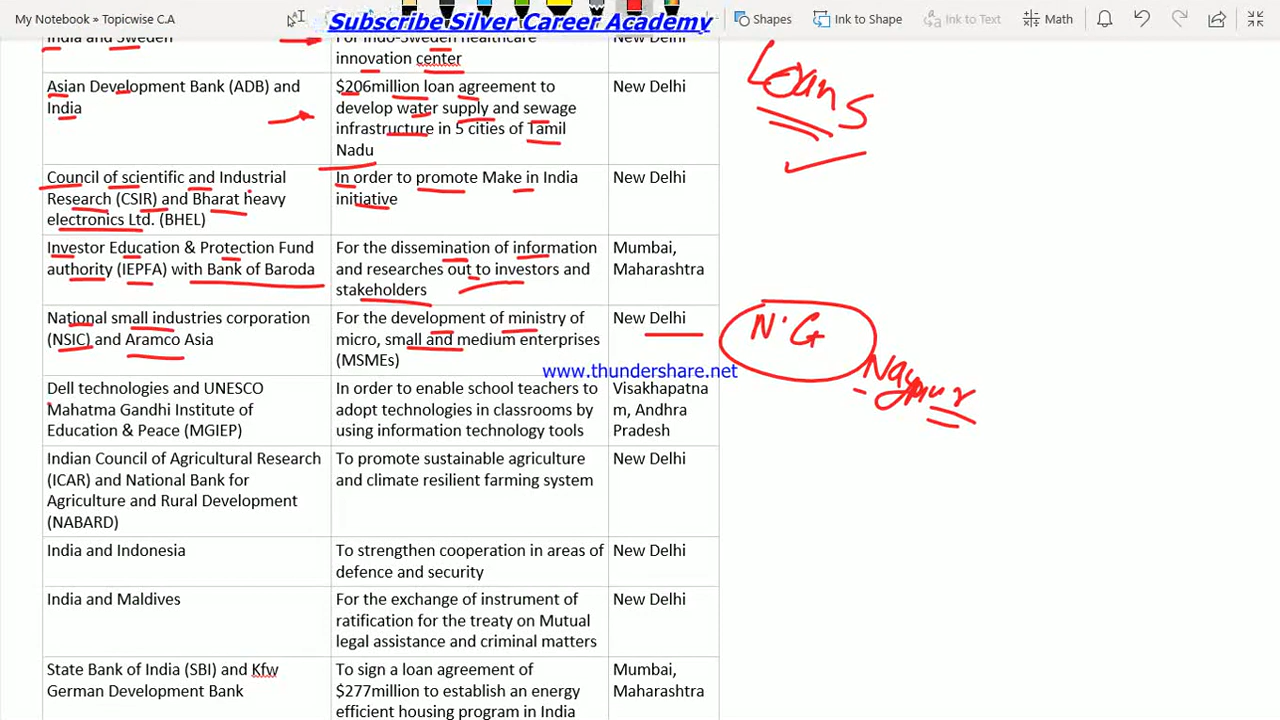 My Notebook » Topicwise C.A
Subscribe Silver Career Academy
Shapes
Ink to Shape
Ink to Text
Math
India and Sweden
For Indo-Sweden healthcare
innovation center
New Delhi
Asian Development Bank (ADB) and
India
$206million loan agreement to
develop water supply and sewage
infrastructure in 5 cities of Tamil
Nadu
New Delhi
Council of scientific and Industrial
Research (CSIR) and Bharat heavy
electronics Ltd. (BHEL)
In order to promote Make in India
initiative
New Delhi
Investor Education & Protection Fund
authority (IEPFA) with Bank of Baroda
For the dissemination of information
and researches out to investors and
stakeholders
Mumbai,
Maharashtra
National small industries corporation
(NSIC) and Aramco Asia
For the development of ministry of
micro, small and medium enterprises
(MSMEs)
New Delhi
Dell technologies and UNESCO
Mahatma Gandhi Institute of
Education & Peace (MGIEP)
In order to enable school teachers to
adopt technologies in classrooms by
using information technology tools
Visakhapatna
m, Andhra
Pradesh
Indian Council of Agricultural Research
(ICAR) and National Bank for
Agriculture and Rural Development
(NABARD)
To promote sustainable agriculture
and climate resilient farming system
New Delhi
India and Indonesia
To strengthen cooperation in areas of
defence and security
New Delhi
India and Maldives
For the exchange of instrument of
ratification for the treaty on Mutual
legal assistance and criminal matters
New Delhi
State Bank of India (SBI) and Kfw
German Development Bank
To sign a loan agreement of
$277million to establish an energy
efficient housing program in India
Mumbai,
Maharashtra
Loans
N.G
Nagpur
www.thundershare.net